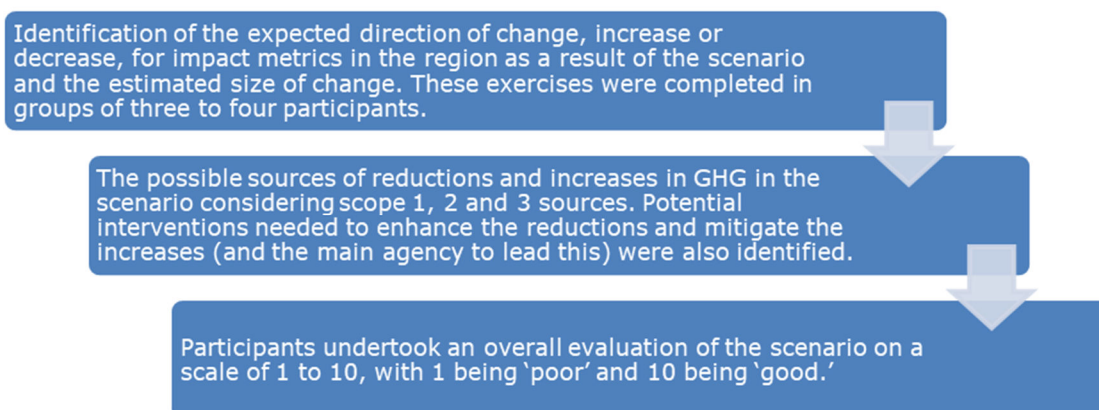 Identification of the expected direction of change, increase or
decrease, for impact metrics in the region as a result of the scenario
and the estimated size of change. These exercises were completed in
groups of three to four participants.
The possible sources of reductions and increases in GHG in the
scenario considering scope 1, 2 and 3 sources. Potential
interventions needed to enhance the reductions and mitigate the
increases (and the main agency to lead this) were also identified.
Participants undertook an overall evaluation of the scenario on a
scale of 1 to 10, with 1 being ‘poor’ and 10 being ‘good.’